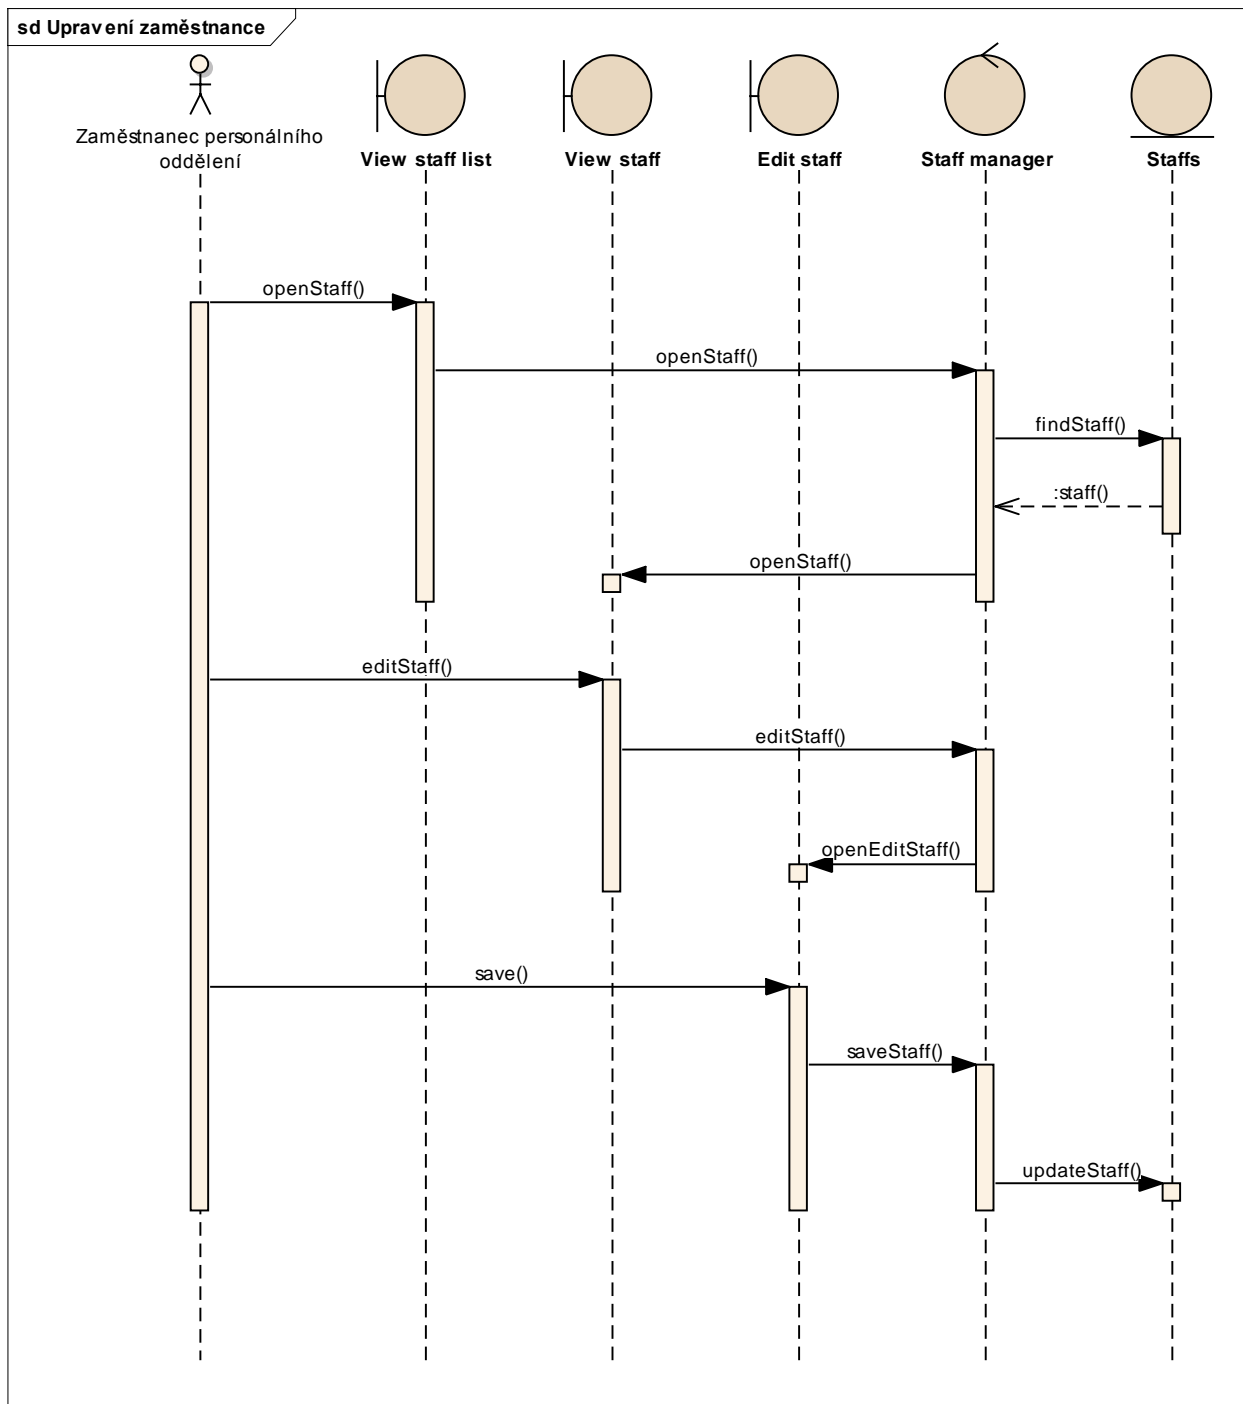 sd Upravení zaměstnance
Zaměstnanec personálního
oddělení
View staff list
View staff
Edit staff
Staff manager
Staffs
openStaff()
openStaff()
findStaff()
:staff()
openStaff()
editStaff()
editStaff()
openEditStaff()
save()
saveStaff()
updateStaff()